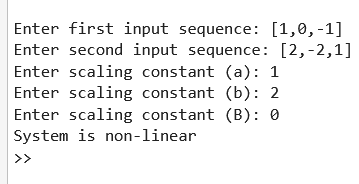 Enter first input sequence: [1,0,-1]
Enter second input sequence: [2,-2,1]
Enter scaling constant (a): 1
Enter scaling constant (b): 2
Enter scaling constant (B): 0
System is non-linear
>>